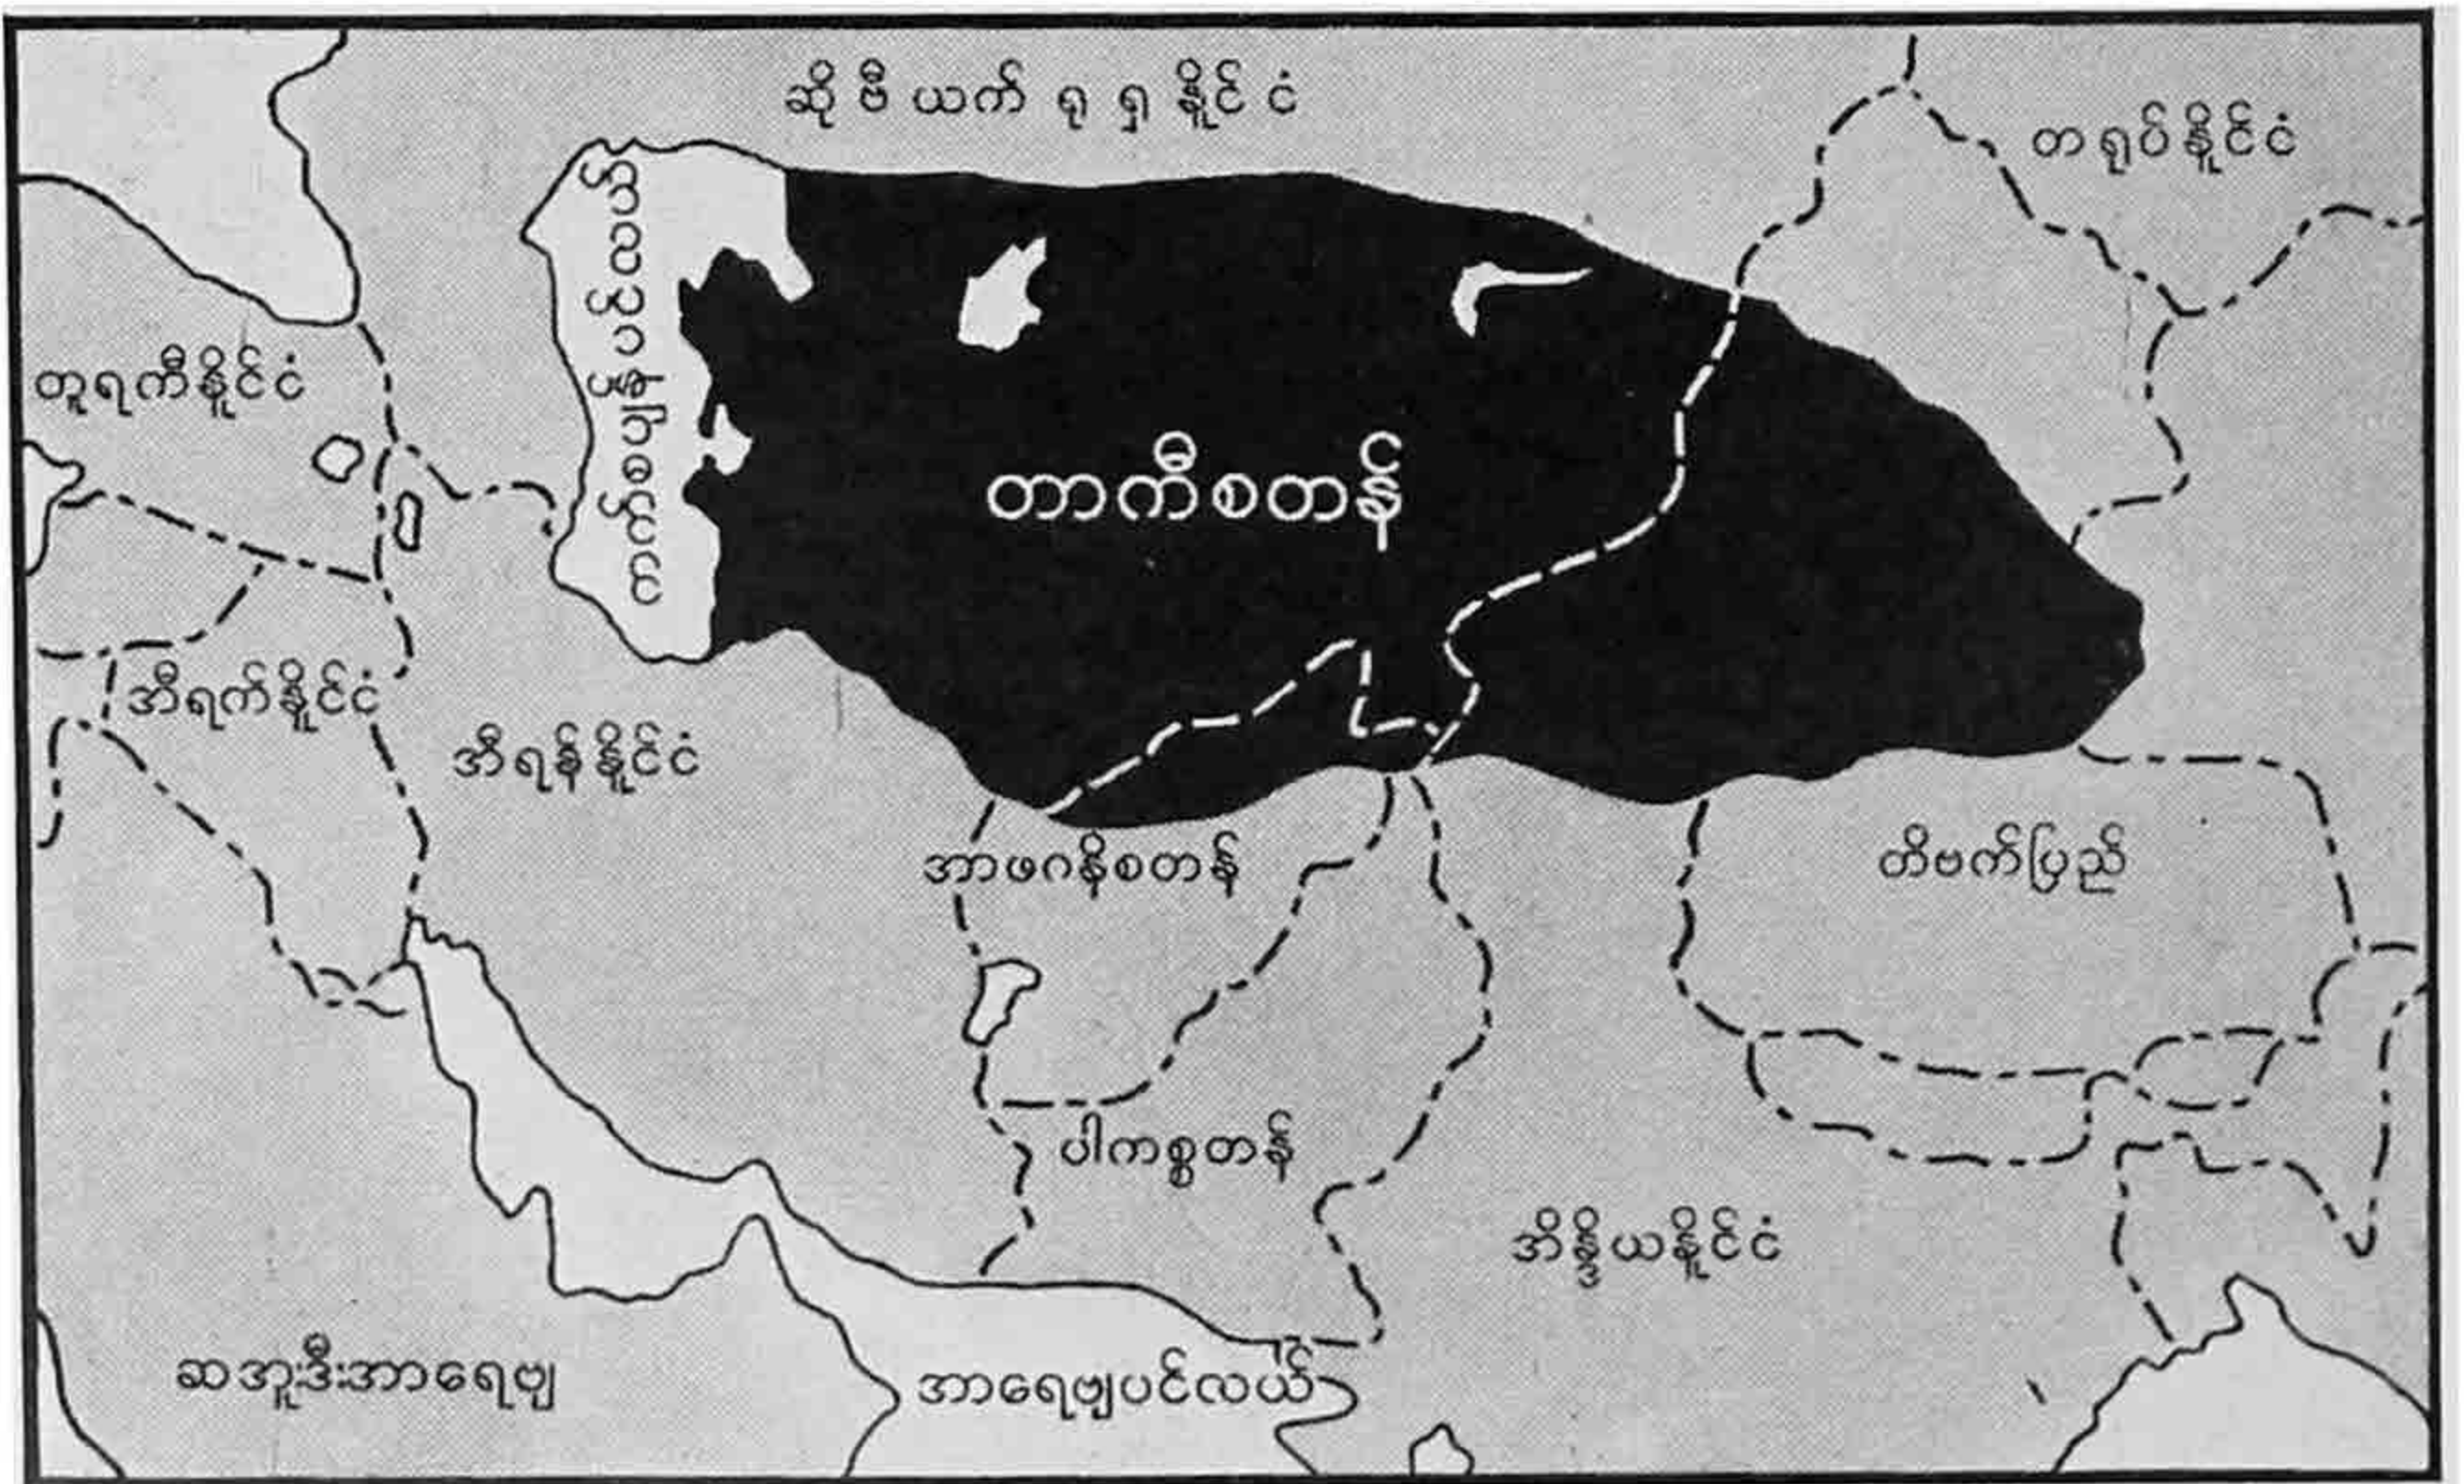 ဆိုဗီယက်ရုရှနိူင်ငံ
တရုပ်နိူင်ငံ
ကပ်စပျန်ပင်လယ်
တူရကီနိူင်ငံ
တာကီစတန်
အီရက်နိူင်ငံ
အီရန်နိူင်ငံ
အာဖဂနိစတန်
တိဗက်ပြည်
ပါကစ္စတန်
အိန္ဒိယနိူင်ငံ
ဆအူးဒီးအာရေဗျ
အာရေဗျပင်လယ်